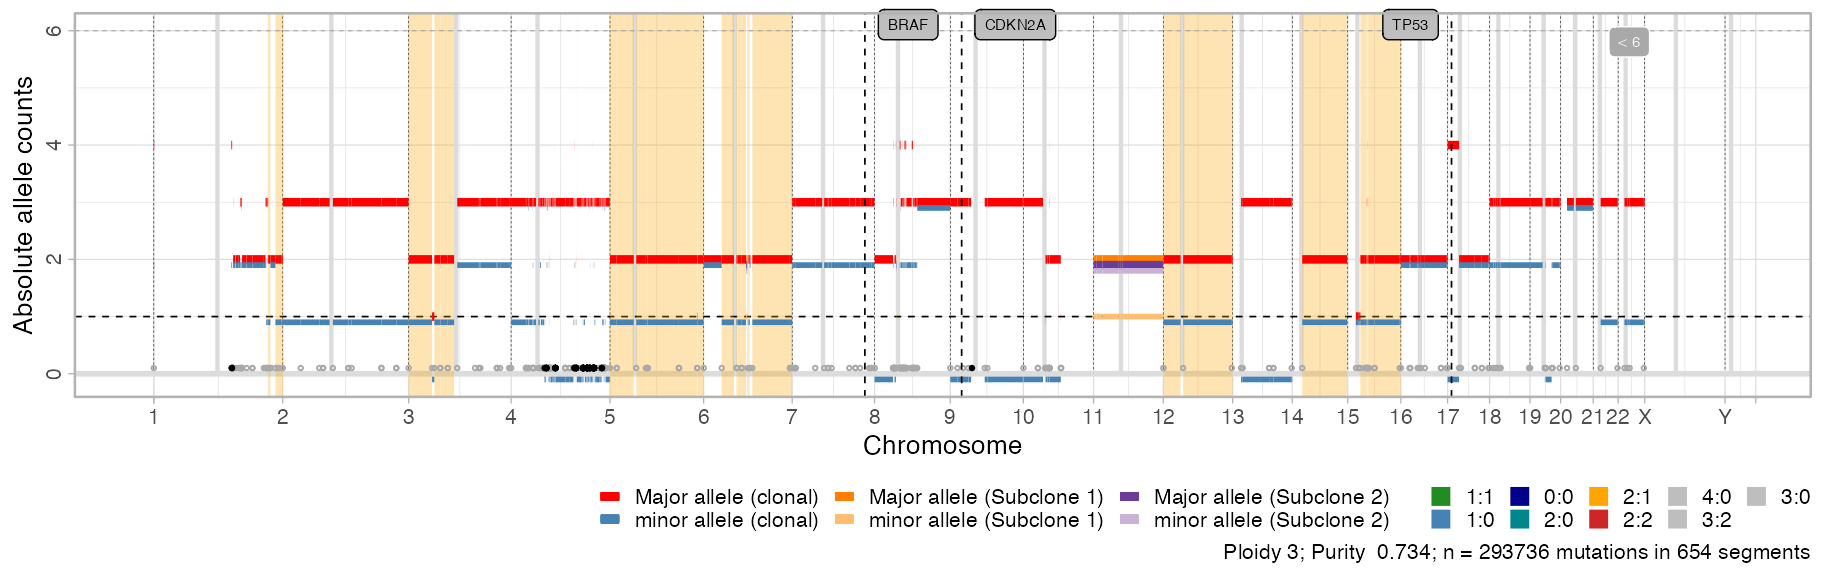 BRAF CDKN2A TP53
< 6
6
4
2
0
Absolute allele counts
1 2 3 4 5 6 7 8 9 10 11 12 13 14 15 16 17 18 19 20 21 22 X Y
Chromosome
Major allele (clonal) Major allele (Subclone 1) Major allele (Subclone 2) 1:1 0:0 2:1 4:0 3:0
minor allele (clonal) minor allele (Subclone 1) minor allele (Subclone 2) 1:0 2:0 2:2 3:2
Ploidy 3; Purity 0.734; n = 293736 mutations in 654 segments